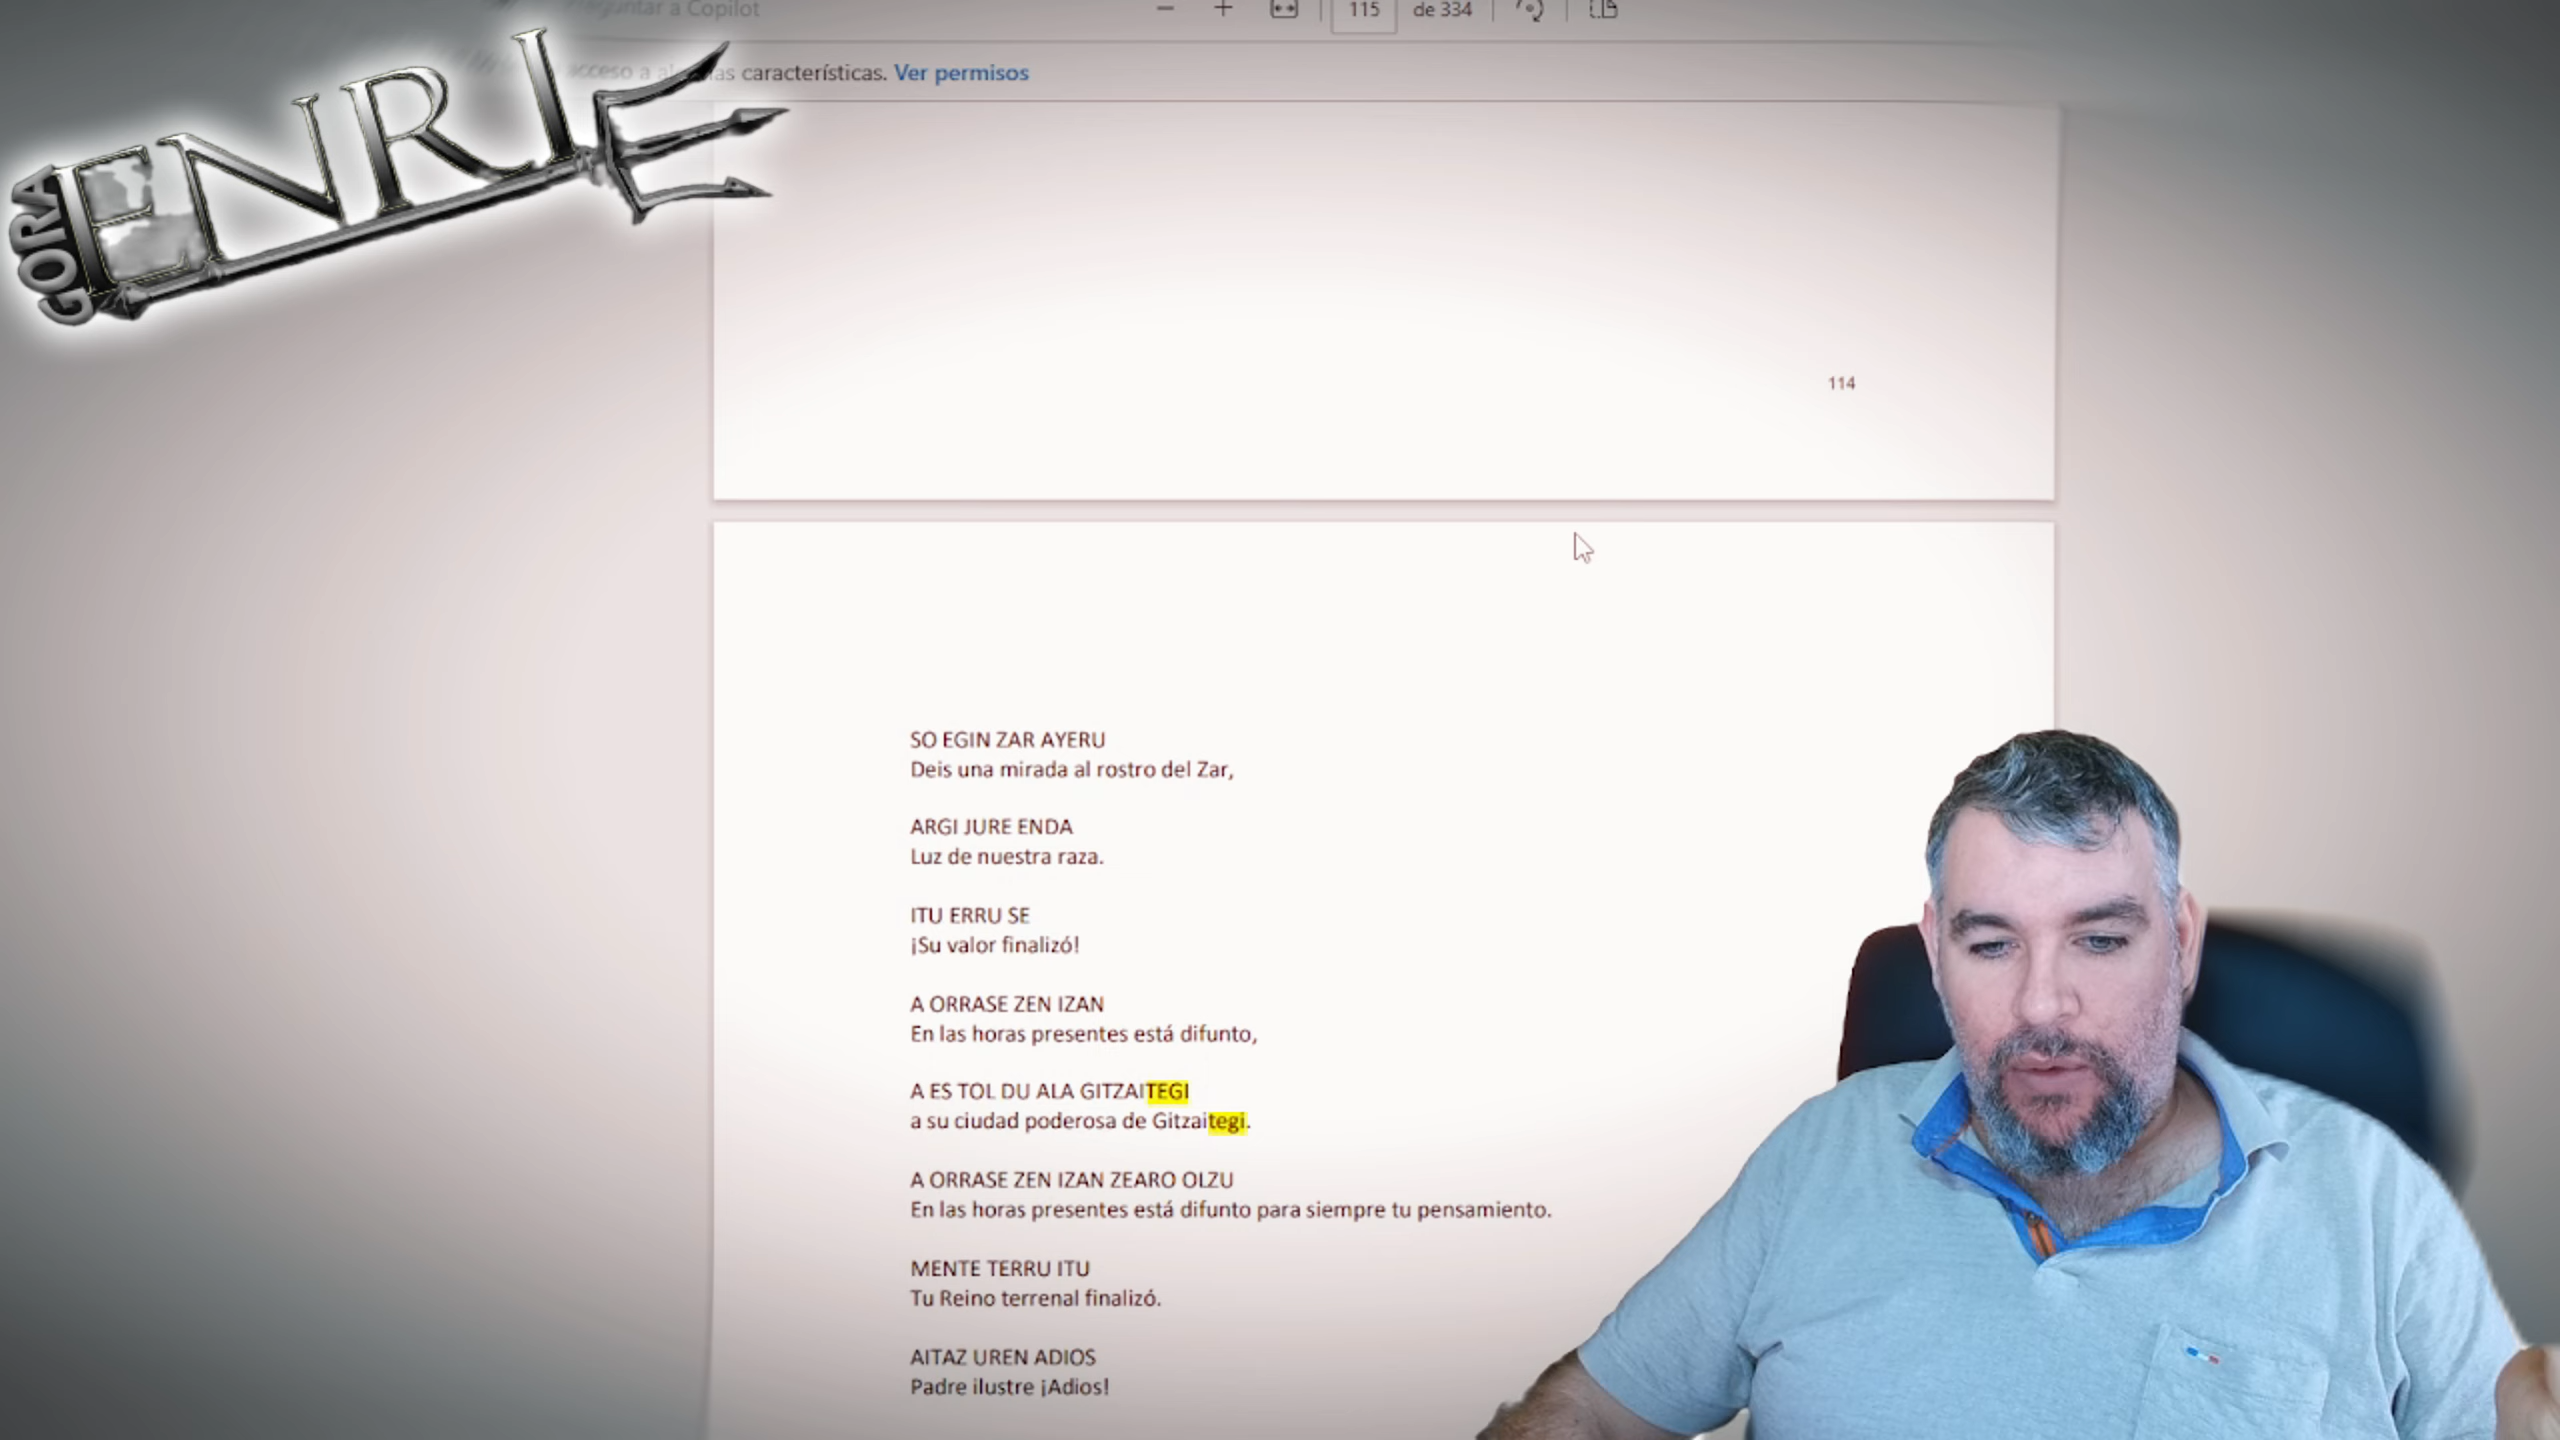 Preguntar a Copilot
115 de 334
acceso a algunas características. Ver permisos
GORA
ENRIE
114
SO EGIN ZAR AYERU
Deis una mirada al rostro del Zar,
ARGI JURE ENDA
Luz de nuestra raza.
ITU ERRU SE
¡Su valor finalizó!
A ORRASE ZEN IZAN
En las horas presentes está difunto,
A ES TOL DU ALA GITZAITEGI
a su ciudad poderosa de Gitzaitegi.
A ORRASE ZEN IZAN ZEARO OLZU
En las horas presentes está difunto para siempre tu pensamiento.
MENTE TERRU ITU
Tu Reino terrenal finalizó.
AITAZ UREN ADIOS
Padre ilustre ¡Adios!